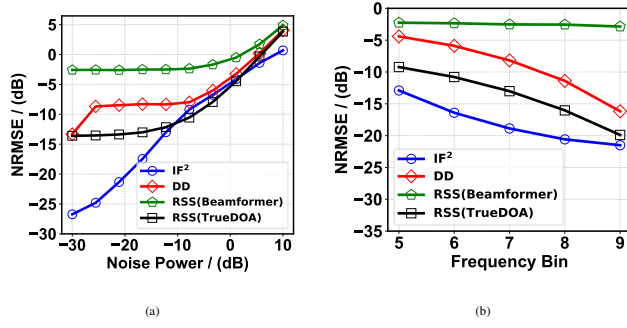 NRMSE / (dB)
5
0
−5
−10
−15
−20
−25
−30
−30
−20
−10
0
10
Noise Power / (dB)
IF²
DD
RSS(Beamformer)
RSS(TrueDOA)
(a)
NRMSE / (dB)
0
−5
−10
−15
−20
−25
−30
−35
5
6
7
8
9
Frequency Bin
IF²
DD
RSS(Beamformer)
RSS(TrueDOA)
(b)